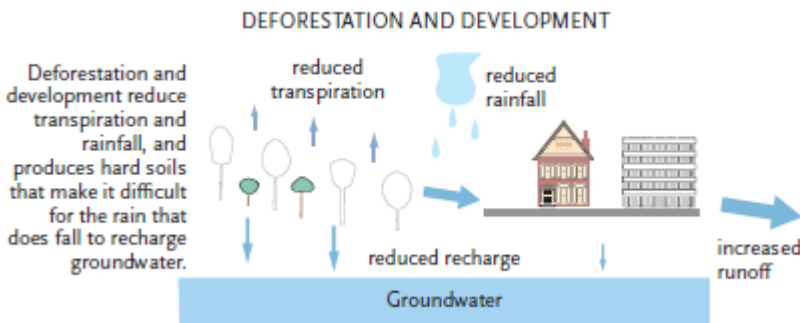 DEFORESTATION AND DEVELOPMENT
Deforestation and
development reduce
transpiration and
rainfall, and
produces hard soils
that make it difficult
for the rain that
does fall to recharge
groundwater.
reduced
transpiration
reduced
rainfall
reduced recharge
increased
runoff
Groundwater